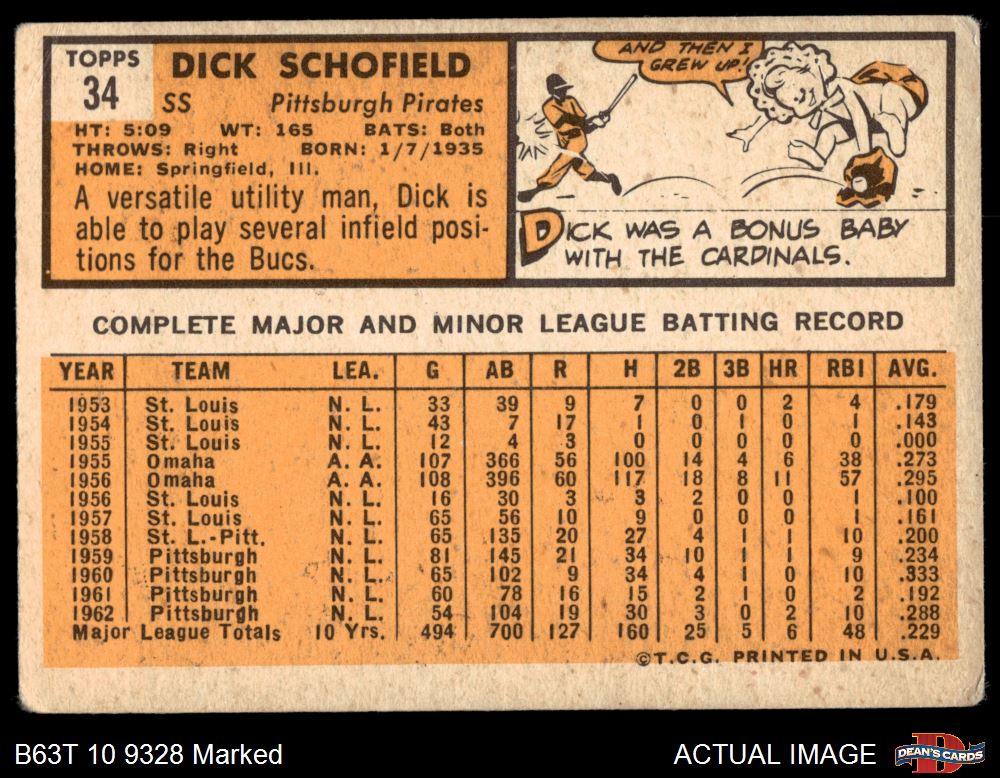 TOPPS
34
DICK SCHOFIELD
SS Pittsburgh Pirates
HT: 5:09 WT: 165 BATS: Both
THROWS: Right BORN: 1/7/1935
HOME: Springfield, Ill.
A versatile utility man, Dick is
able to play several infield posi-
tions for the Bucs.
AND THEN I
GREW UP!
DICK WAS A BONUS BABY
WITH THE CARDINALS.
COMPLETE MAJOR AND MINOR LEAGUE BATTING RECORD
YEAR TEAM LEA. G AB R H 2B 3B HR RBI AVG.
1953 St. Louis N. L. 33 39 9 7 0 0 2 4 .179
1954 St. Louis N. L. 43 7 17 1 0 1 0 1 .143
1955 St. Louis N. L. 12 4 3 0 0 0 0 0 .000
1955 Omaha A. A. 107 366 56 100 14 4 6 38 .273
1956 Omaha A. A. 108 396 60 117 18 8 11 57 .295
1956 St. Louis N. L. 16 30 3 3 2 0 0 1 .100
1957 St. Louis N. L. 65 56 10 9 0 0 0 1 .161
1958 St. L.-Pitt. N. L. 65 135 20 27 4 1 1 10 .200
1959 Pittsburgh N. L. 81 145 21 34 10 1 1 9 .234
1960 Pittsburgh N. L. 65 102 9 34 4 1 0 10 .333
1961 Pittsburgh N. L. 60 78 16 15 2 1 0 2 .192
1962 Pittsburgh N. L. 54 104 19 30 3 0 2 10 .288
Major League Totals 10 Yrs. 494 700 127 160 25 5 6 48 .229
©T.C.G. PRINTED IN U.S.A.
B63T 10 9328 Marked
ACTUAL IMAGE
DEAN'S CARDS